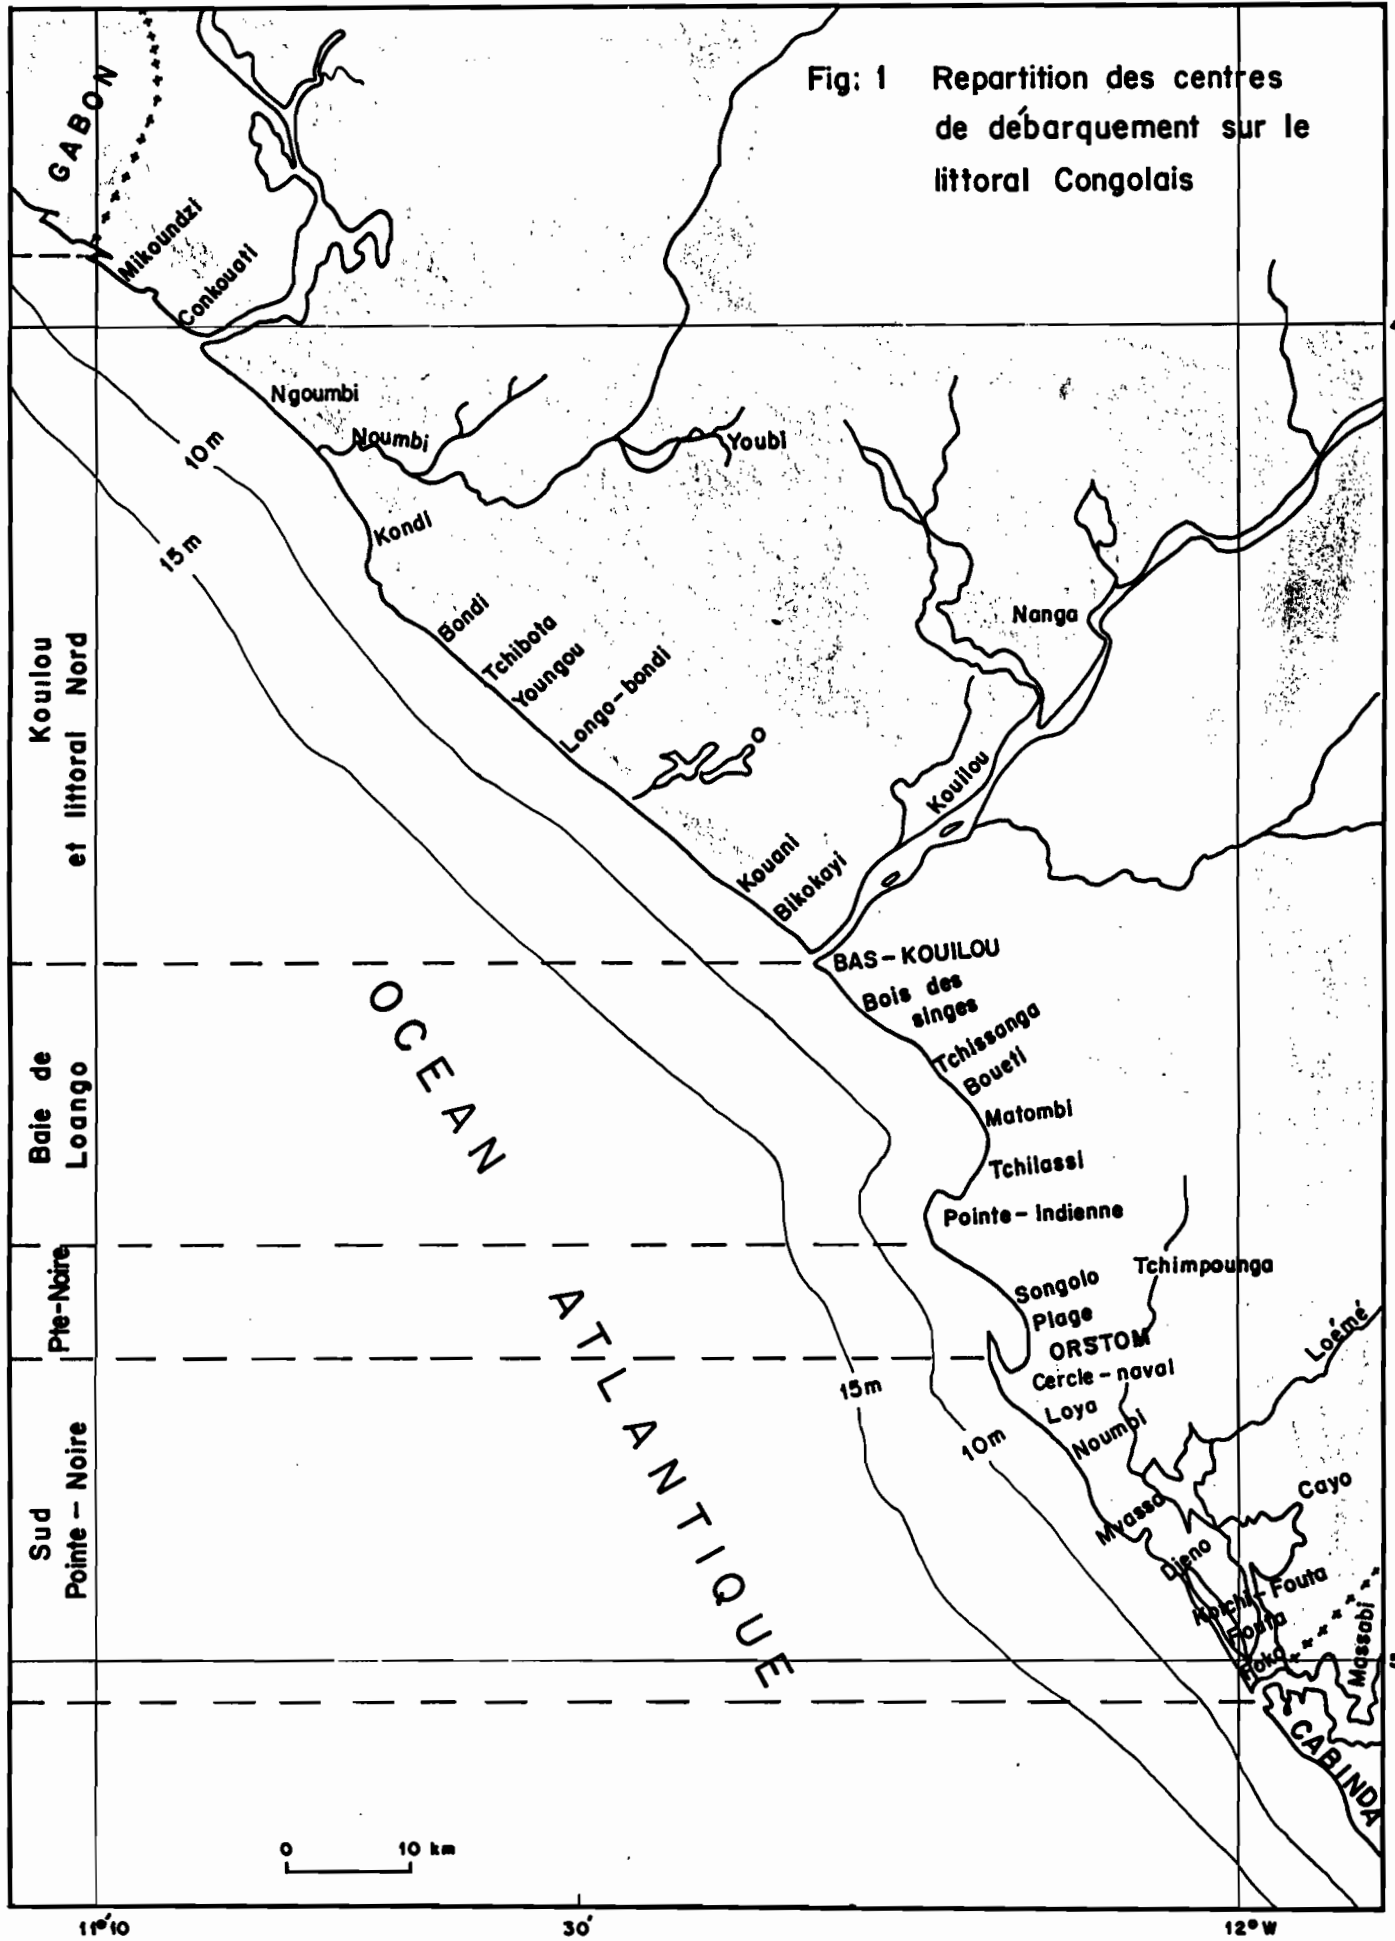 Fig: 1 Repartition des centres
de débarquement sur le
littoral Congolais
GABON
Mikoundzi
Conkouati
4
Ngoumbi
Noumbi
Youbi
10m
Kondi
15m
Bondi
Nanga
Tchibota
Youngou
Longo-bondi
Kouilou
et littoral Nord
Kouilou
Kouani
Bikokayi
BAS-KOUILOU
Bois des
singes
Tchissanga
Boueti
Baie de
Loango
Matombi
Tchilassi
Pointe-Indienne
Pte-Noire
Tchimpounga
Songolo
Plage
ORSTOM
Loémé
Cercle-naval
15m
Loya
Noumbi
10m
Sud
Pointe-Noire
Cayo
Mvassa
Djeno
Koichi-Fouta
Fouta
Massabi
CABINDA
OCEAN ATLANTIQUE
0 10 km
11°10
30'
12°W